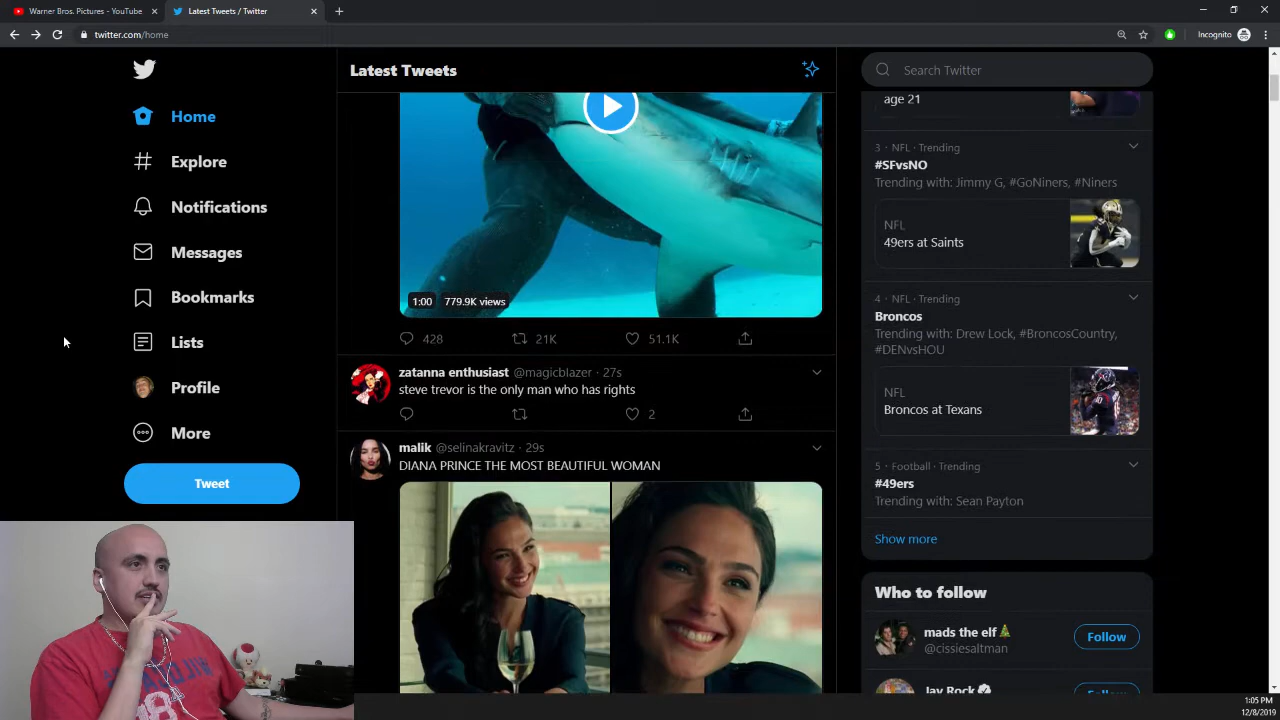 Warner Bros. Pictures - YouTube
Latest Tweets / Twitter
twitter.com/home
Incognito
Home
Explore
Notifications
Messages
Bookmarks
Lists
Profile
More
Tweet
Latest Tweets
1:00 779.9K views
428 21K 51.1K
zatanna enthusiast @magicblazer · 27s
steve trevor is the only man who has rights
2
malik @selinakravitz · 29s
DIANA PRINCE THE MOST BEAUTIFUL WOMAN
Search Twitter
age 21
3 · NFL · Trending
#SFvsNO
Trending with: Jimmy G, #GoNiners, #Niners
NFL
49ers at Saints
4 · NFL · Trending
Broncos
Trending with: Drew Lock, #BroncosCountry,
#DENvsHOU
NFL
Broncos at Texans
5 · Football · Trending
#49ers
Trending with: Sean Payton
Show more
Who to follow
mads the elf
@cissiesaltman
Follow
Jay Rock
Follow
1:05 PM
12/8/2019